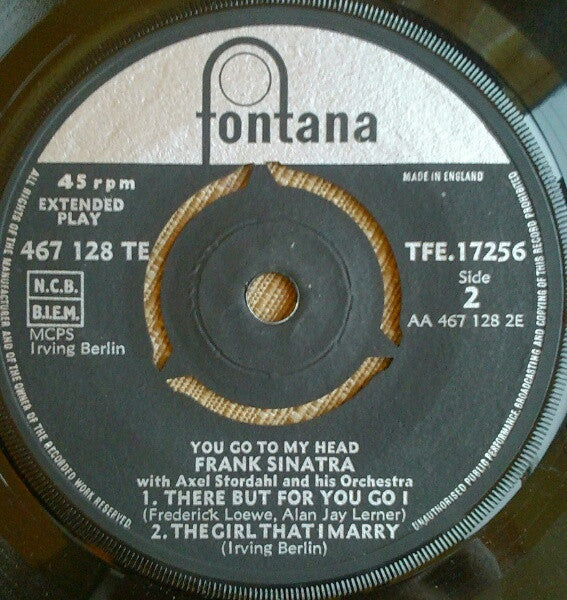 fontana
45 rpm
EXTENDED
PLAY
MADE IN ENGLAND
467 128 TE
TFE.17256
N.C.B.
B.I.E.M.
MCPS
Irving Berlin
Side
2
AA 467 128 2E
YOU GO TO MY HEAD
FRANK SINATRA
with Axel Stordahl and his Orchestra
1. THERE BUT FOR YOU GO I
(Frederick Loewe, Alan Jay Lerner)
2. THE GIRL THAT I MARRY
(Irving Berlin)
ALL RIGHTS OF THE MANUFACTURER AND OF THE OWNER OF THE RECORDED WORK RESERVED.
UNAUTHORISED PUBLIC PERFORMANCE BROADCASTING AND COPYING OF THIS RECORD PROHIBITED